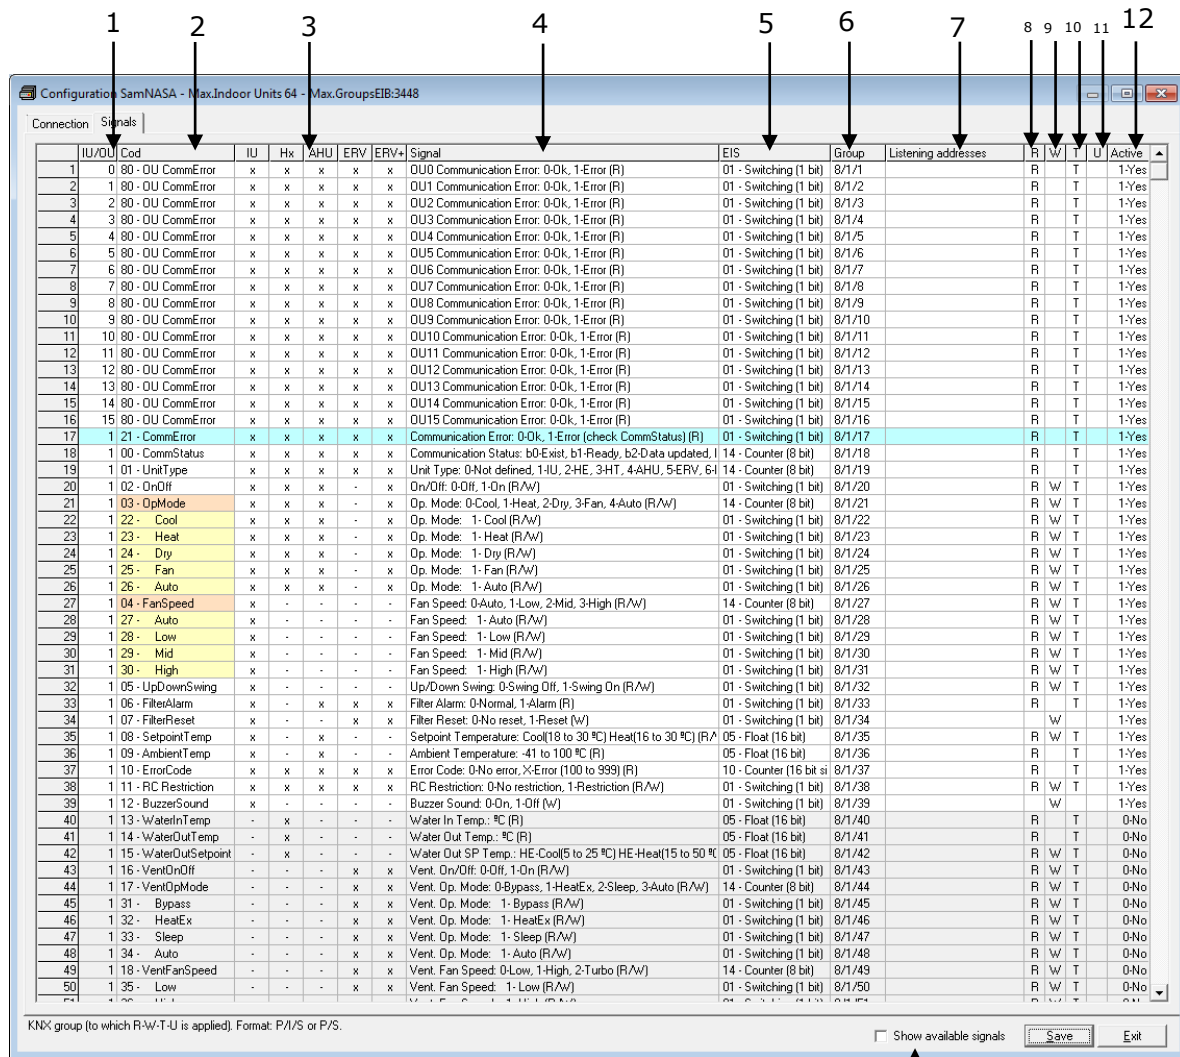 1 2 3 4 5 6 7 8 9 10 11 12
Configuration SamNASA - Max.Indoor Units 64 - Max.GroupsEIB:3448
Connection Signals
IU/OU Cod IU Hx AHU ERV ERV+ Signal EIS Group Listening addresses R W T U Active
1 0 80 - OU CommError x x x x x OU0 Communication Error: 0-Ok, 1-Error (R) 01 - Switching (1 bit) 8/1/1 R T 1-Yes
2 1 80 - OU CommError x x x x x OU1 Communication Error: 0-Ok, 1-Error (R) 01 - Switching (1 bit) 8/1/2 R T 1-Yes
3 2 80 - OU CommError x x x x x OU2 Communication Error: 0-Ok, 1-Error (R) 01 - Switching (1 bit) 8/1/3 R T 1-Yes
4 3 80 - OU CommError x x x x x OU3 Communication Error: 0-Ok, 1-Error (R) 01 - Switching (1 bit) 8/1/4 R T 1-Yes
5 4 80 - OU CommError x x x x x OU4 Communication Error: 0-Ok, 1-Error (R) 01 - Switching (1 bit) 8/1/5 R T 1-Yes
6 5 80 - OU CommError x x x x x OU5 Communication Error: 0-Ok, 1-Error (R) 01 - Switching (1 bit) 8/1/6 R T 1-Yes
7 6 80 - OU CommError x x x x x OU6 Communication Error: 0-Ok, 1-Error (R) 01 - Switching (1 bit) 8/1/7 R T 1-Yes
8 7 80 - OU CommError x x x x x OU7 Communication Error: 0-Ok, 1-Error (R) 01 - Switching (1 bit) 8/1/8 R T 1-Yes
9 8 80 - OU CommError x x x x x OU8 Communication Error: 0-Ok, 1-Error (R) 01 - Switching (1 bit) 8/1/9 R T 1-Yes
10 9 80 - OU CommError x x x x x OU9 Communication Error: 0-Ok, 1-Error (R) 01 - Switching (1 bit) 8/1/10 R T 1-Yes
11 10 80 - OU CommError x x x x x OU10 Communication Error: 0-Ok, 1-Error (R) 01 - Switching (1 bit) 8/1/11 R T 1-Yes
12 11 80 - OU CommError x x x x x OU11 Communication Error: 0-Ok, 1-Error (R) 01 - Switching (1 bit) 8/1/12 R T 1-Yes
13 12 80 - OU CommError x x x x x OU12 Communication Error: 0-Ok, 1-Error (R) 01 - Switching (1 bit) 8/1/13 R T 1-Yes
14 13 80 - OU CommError x x x x x OU13 Communication Error: 0-Ok, 1-Error (R) 01 - Switching (1 bit) 8/1/14 R T 1-Yes
15 14 80 - OU CommError x x x x x OU14 Communication Error: 0-Ok, 1-Error (R) 01 - Switching (1 bit) 8/1/15 R T 1-Yes
16 15 80 - OU CommError x x x x x OU15 Communication Error: 0-Ok, 1-Error (R) 01 - Switching (1 bit) 8/1/16 R T 1-Yes
17 1 21 - CommError x x x x x Communication Error: 0-Ok, 1-Error (check CommStatus) (R) 01 - Switching (1 bit) 8/1/17 R T 1-Yes
18 1 00 - CommStatus x x x x x Communication Status: b0-Exist, b1-Ready, b2-Data updated, 14 - Counter (8 bit) 8/1/18 R T 1-Yes
19 1 01 - UnitType x x x x x Unit Type: 0-Not defined, 1-IU, 2-HE, 3-HT, 4-AHU, 5-ERV, 6- 14 - Counter (8 bit) 8/1/19 R T 1-Yes
20 1 02 - OnOff x x x - x On/Off: 0-Off, 1-On (R/W) 01 - Switching (1 bit) 8/1/20 R W T 1-Yes
21 1 03 - OpMode x x x - x Op. Mode: 0-Cool, 1-Heat, 2-Dry, 3-Fan, 4-Auto (R/W) 14 - Counter (8 bit) 8/1/21 R W T 1-Yes
22 1 22 - Cool x x x - x Op. Mode: 1- Cool (R/W) 01 - Switching (1 bit) 8/1/22 R W T 1-Yes
23 1 23 - Heat x x x - x Op. Mode: 1- Heat (R/W) 01 - Switching (1 bit) 8/1/23 R W T 1-Yes
24 1 24 - Dry x x x - x Op. Mode: 1- Dry (R/W) 01 - Switching (1 bit) 8/1/24 R W T 1-Yes
25 1 25 - Fan x x x - x Op. Mode: 1- Fan (R/W) 01 - Switching (1 bit) 8/1/25 R W T 1-Yes
26 1 26 - Auto x x x - x Op. Mode: 1- Auto (R/W) 01 - Switching (1 bit) 8/1/26 R W T 1-Yes
27 1 04 - FanSpeed x - - - - Fan Speed: 0-Auto, 1-Low, 2-Mid, 3-High (R/W) 14 - Counter (8 bit) 8/1/27 R W T 1-Yes
28 1 27 - Auto x - - - - Fan Speed: 1- Auto (R/W) 01 - Switching (1 bit) 8/1/28 R W T 1-Yes
29 1 28 - Low x - - - - Fan Speed: 1- Low (R/W) 01 - Switching (1 bit) 8/1/29 R W T 1-Yes
30 1 29 - Mid x - - - - Fan Speed: 1- Mid (R/W) 01 - Switching (1 bit) 8/1/30 R W T 1-Yes
31 1 30 - High x - - - - Fan Speed: 1- High (R/W) 01 - Switching (1 bit) 8/1/31 R W T 1-Yes
32 1 05 - UpDownSwing x - - - - Up/Down Swing: 0-Swing Off, 1-Swing On (R/W) 01 - Switching (1 bit) 8/1/32 R W T 1-Yes
33 1 06 - FilterAlarm x - x x x Filter Alarm: 0-Normal, 1-Alarm (R) 01 - Switching (1 bit) 8/1/33 R T 1-Yes
34 1 07 - FilterReset x - - x x Filter Reset: 0-No reset, 1-Reset (W) 01 - Switching (1 bit) 8/1/34 W 1-Yes
35 1 08 - SetpointTemp x - x - - Setpoint Temperature: Cool(18 to 30 ºC) Heat(16 to 30 ºC) (R/ 05 - Float (16 bit) 8/1/35 R W T 1-Yes
36 1 09 - AmbientTemp x - x - - Ambient Temperature: -41 to 100 ºC (R) 05 - Float (16 bit) 8/1/36 R T 1-Yes
37 1 10 - ErrorCode x x x x x Error Code: 0-No error, X-Error (100 to 999) (R) 10 - Counter (16 bit si 8/1/37 R T 1-Yes
38 1 11 - RC Restriction x x x x x RC Restriction: 0-No restriction, 1-Restriction (R/W) 01 - Switching (1 bit) 8/1/38 R W T 1-Yes
39 1 12 - BuzzerSound x - - - - Buzzer Sound: 0-On, 1-Off (W) 01 - Switching (1 bit) 8/1/39 W 1-Yes
40 1 13 - WaterInTemp - x - - - Water In Temp.: ºC (R) 05 - Float (16 bit) 8/1/40 R T 0-No
41 1 14 - WaterOutTemp - x - - - Water Out Temp.: ºC (R) 05 - Float (16 bit) 8/1/41 R T 0-No
42 1 15 - WaterOutSetpoint - x - - - Water Out SP Temp.: HE-Cool(5 to 25 ºC) HE-Heat(15 to 50 º 05 - Float (16 bit) 8/1/42 R W T 0-No
43 1 16 - VentOnOff - - - x x Vent. On/Off: 0-Off, 1-On (R/W) 01 - Switching (1 bit) 8/1/43 R W T 0-No
44 1 17 - VentOpMode - - - x x Vent. Op. Mode: 0-Bypass, 1-HeatEx, 2-Sleep, 3-Auto (R/W) 14 - Counter (8 bit) 8/1/44 R W T 0-No
45 1 31 - Bypass - - - x x Vent. Op. Mode: 1- Bypass (R/W) 01 - Switching (1 bit) 8/1/45 R W T 0-No
46 1 32 - HeatEx - - - x x Vent. Op. Mode: 1- HeatEx (R/W) 01 - Switching (1 bit) 8/1/46 R W T 0-No
47 1 33 - Sleep - - - x x Vent. Op. Mode: 1- Sleep (R/W) 01 - Switching (1 bit) 8/1/47 R W T 0-No
48 1 34 - Auto - - - x x Vent. Op. Mode: 1- Auto (R/W) 01 - Switching (1 bit) 8/1/48 R W T 0-No
49 1 18 - VentFanSpeed - - - x x Vent. Fan Speed: 0-Low, 1-High, 2-Turbo (R/W) 14 - Counter (8 bit) 8/1/49 R W T 0-No
50 1 35 - Low - - - x x Vent. Fan Speed: 1- Low (R/W) 01 - Switching (1 bit) 8/1/50 R W T 0-No
KNX group (to which R-W-T-U is applied). Format: P/I/S or P/S.
Show available signals Save Exit